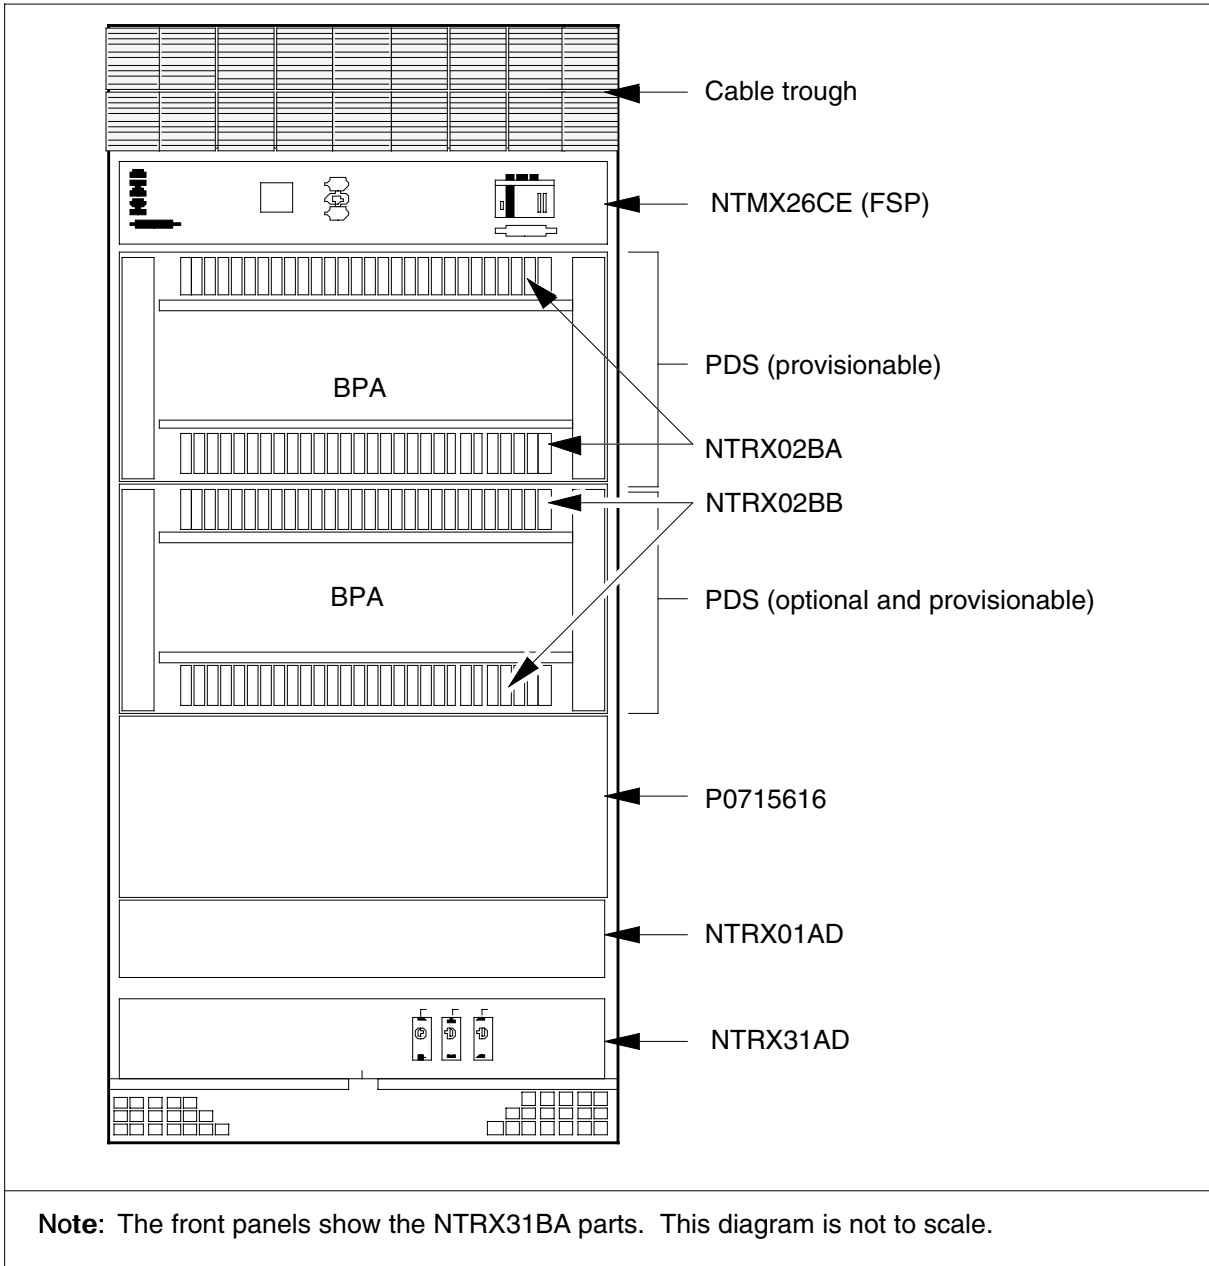 Cable trough
NTMX26CE (FSP)
PDS (provisionable)
BPA
NTRX02BA
NTRX02BB
BPA
PDS (optional and provisionable)
P0715616
NTRX01AD
NTRX31AD
Note: The front panels show the NTRX31BA parts. This diagram is not to scale.